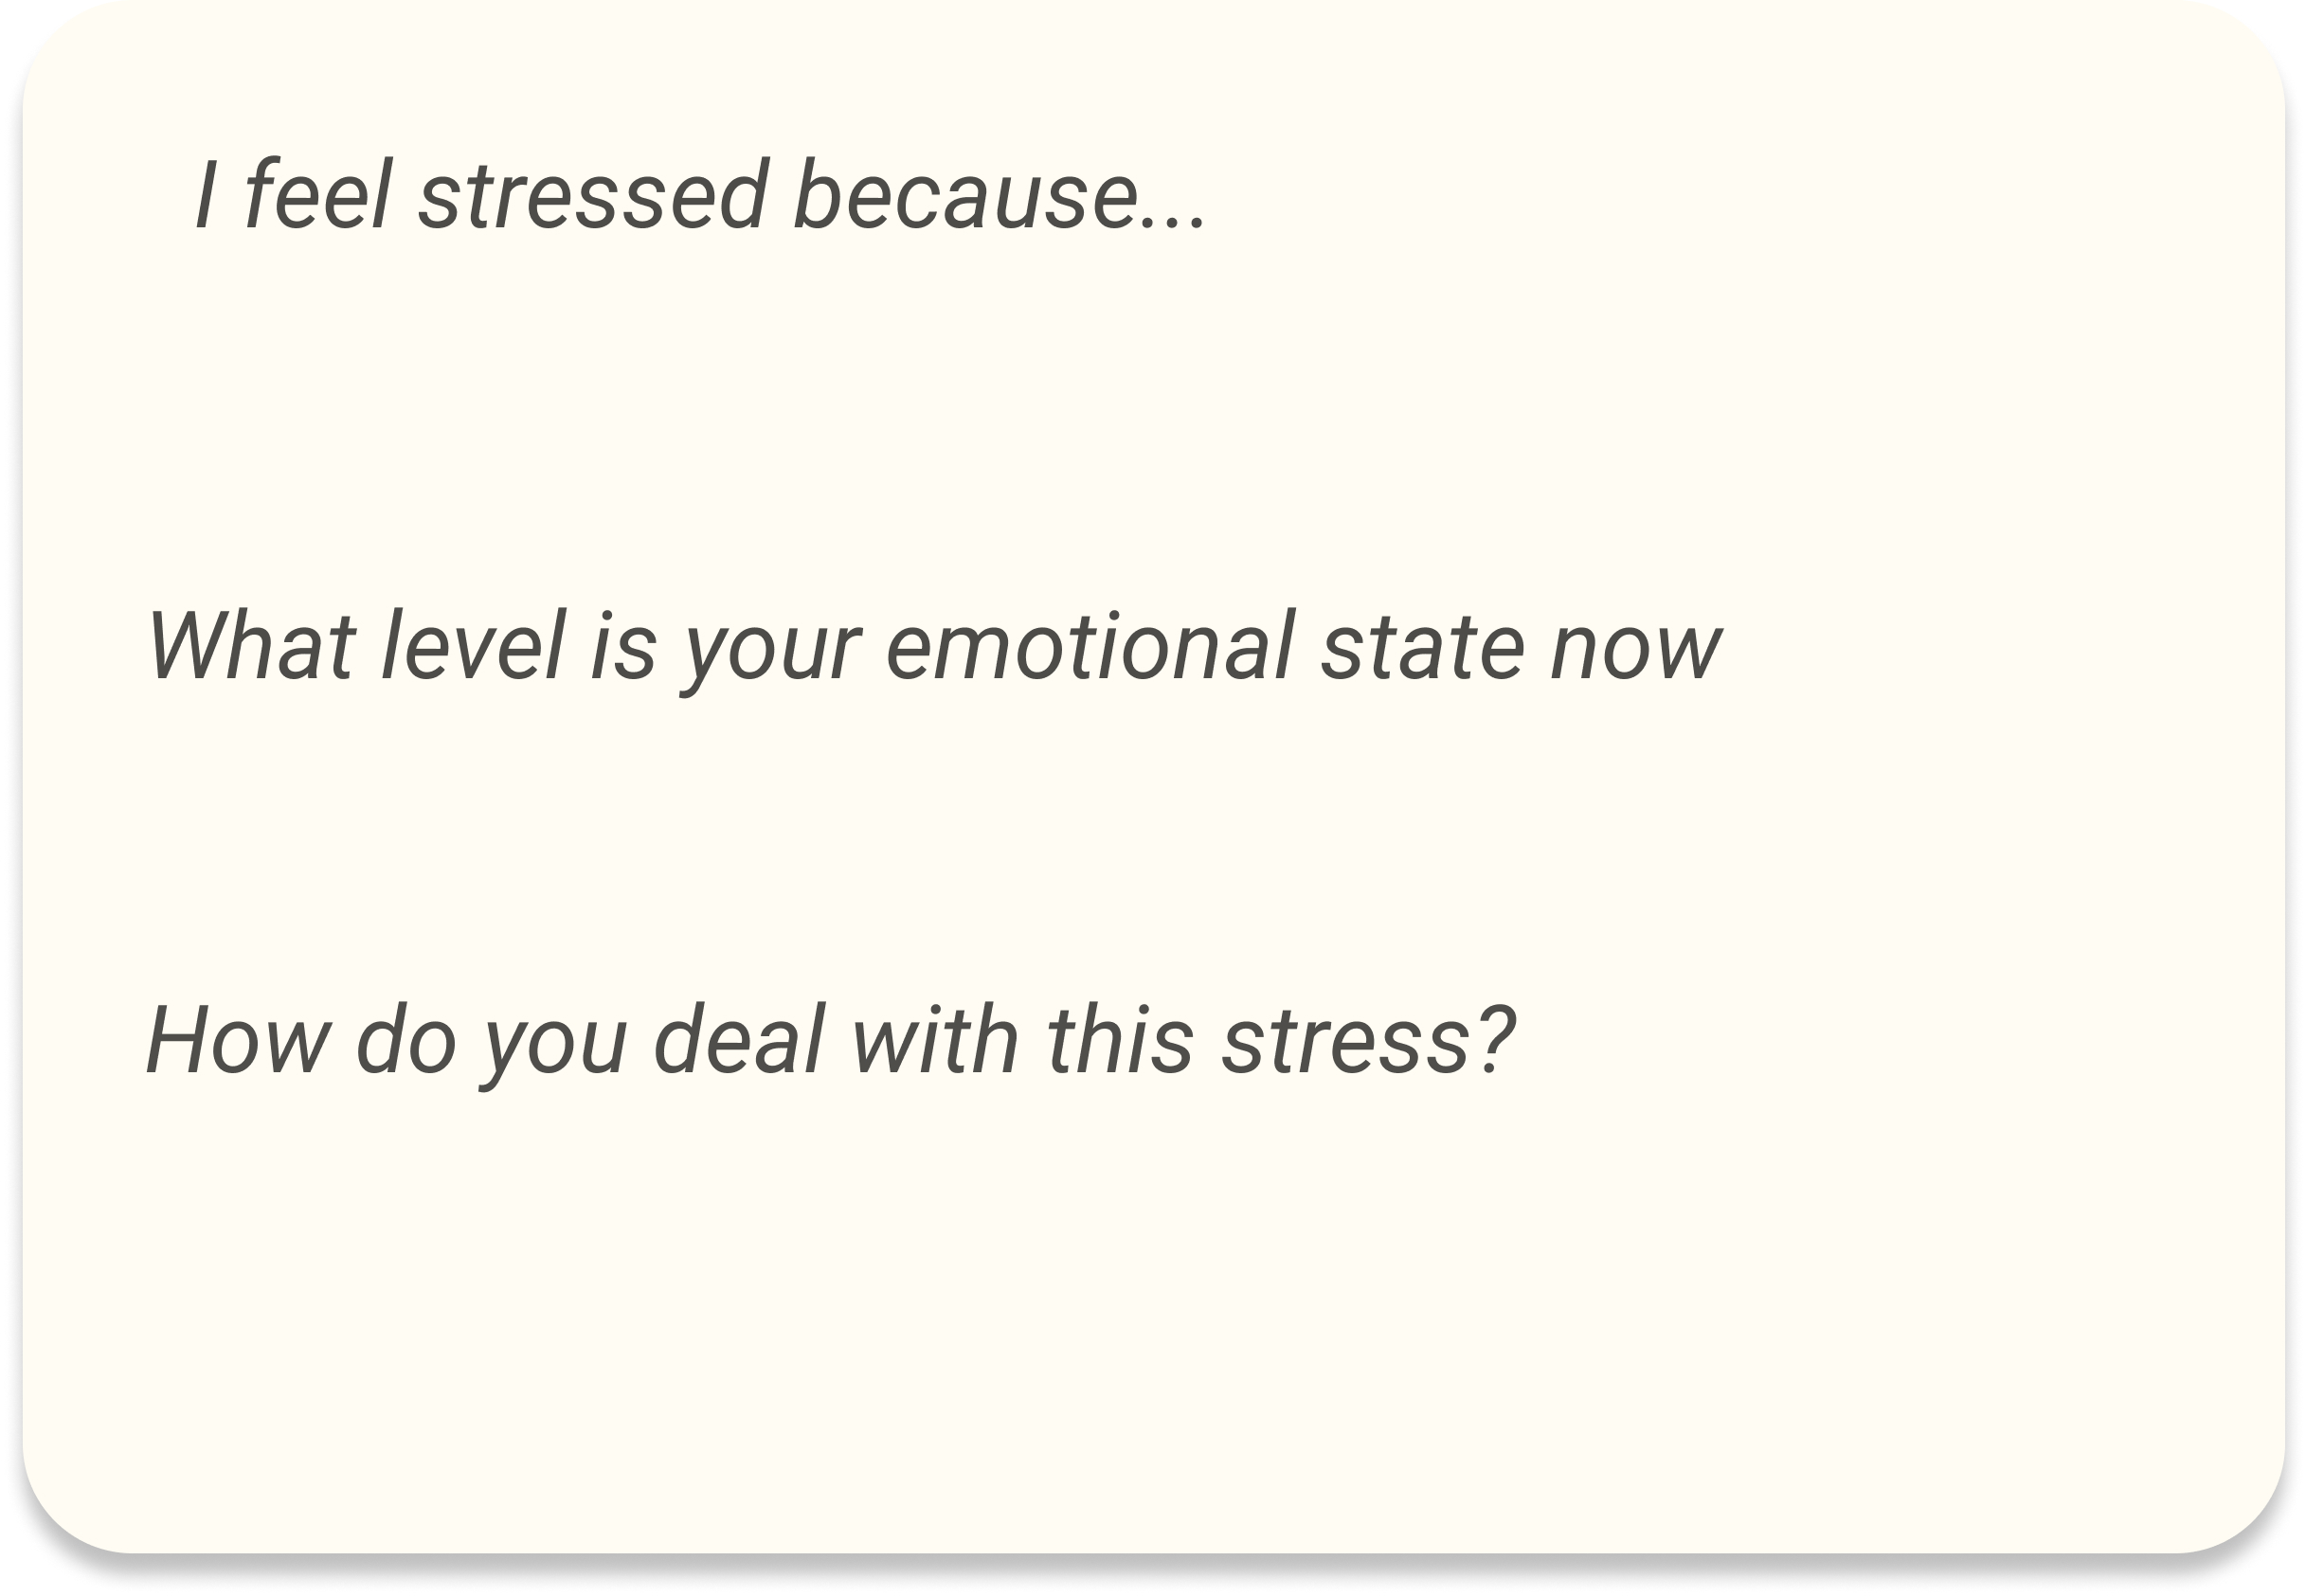 I feel stressed because...
What level is your emotional state now
How do you deal with this stress?